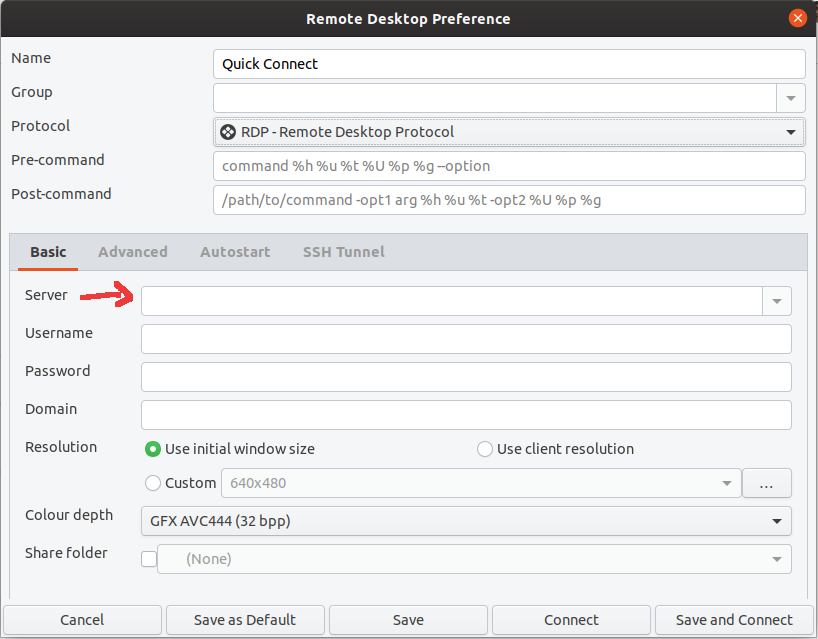 Remote Desktop Preference
Name
Quick Connect
Group
Protocol
RDP - Remote Desktop Protocol
Pre-command
command %h %u %t %U %p %g --option
Post-command
/path/to/command -opt1 arg %h %u %t -opt2 %U %p %g
Basic Advanced Autostart SSH Tunnel
Server
Username
Password
Domain
Resolution
Use initial window size Use client resolution
Custom 640x480 ...
Colour depth
GFX AVC444 (32 bpp)
Share folder
(None)
Cancel Save as Default Save Connect Save and Connect